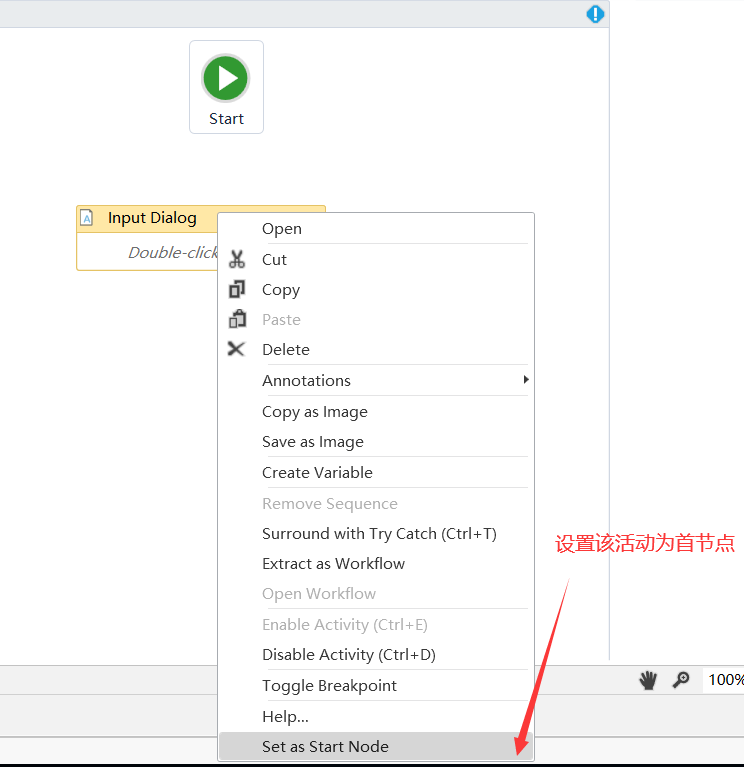 Start
Input Dialog
Double-click
Open
Cut
Copy
Paste
Delete
Annotations
Copy as Image
Save as Image
Create Variable
Remove Sequence
Surround with Try Catch (Ctrl+T)
设置该活动为首节点
Extract as Workflow
Open Workflow
Enable Activity (Ctrl+E)
Disable Activity (Ctrl+D)
100%
Toggle Breakpoint
Help...
Set as Start Node